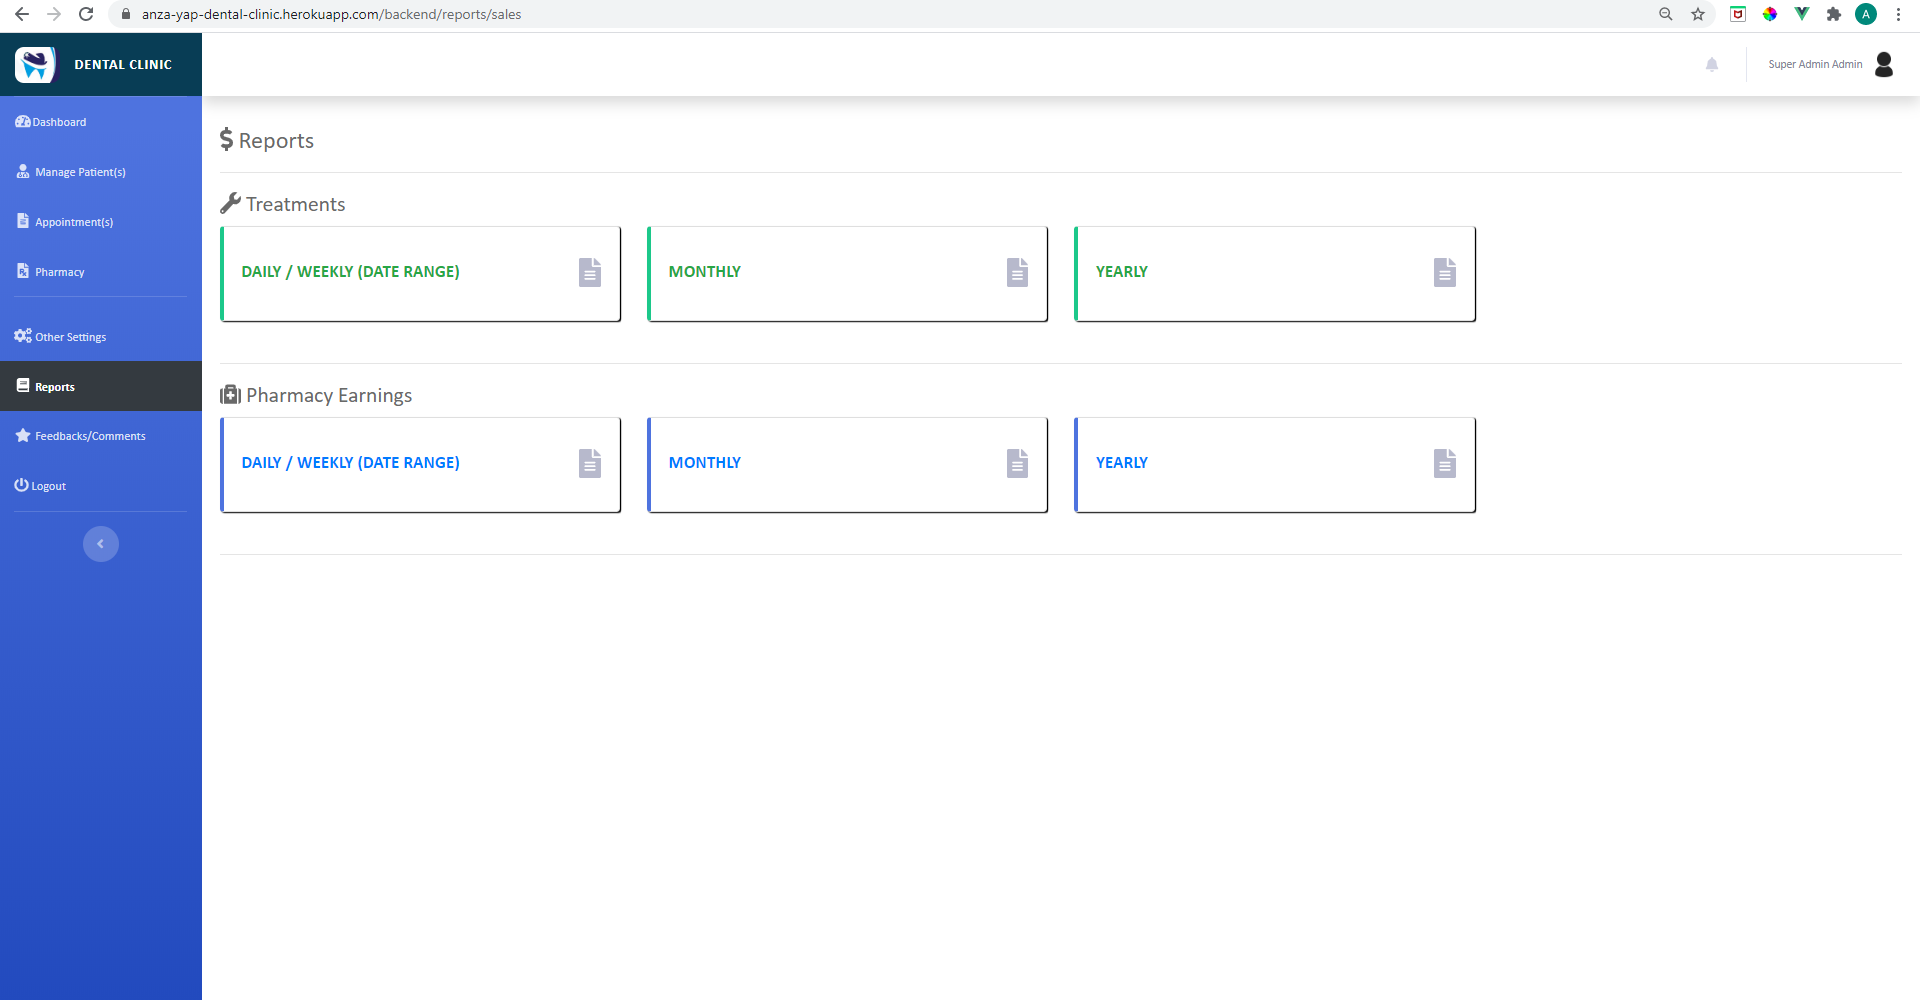 anza-yap-dental-clinic.herokuapp.com/backend/reports/sales
A
DENTAL CLINIC
Super Admin Admin
Dashboard
Manage Patient(s)
Appointment(s)
Pharmacy
Other Settings
Reports
Feedbacks/Comments
Logout
$ Reports
Treatments
DAILY / WEEKLY (DATE RANGE)
MONTHLY
YEARLY
Pharmacy Earnings
DAILY / WEEKLY (DATE RANGE)
MONTHLY
YEARLY